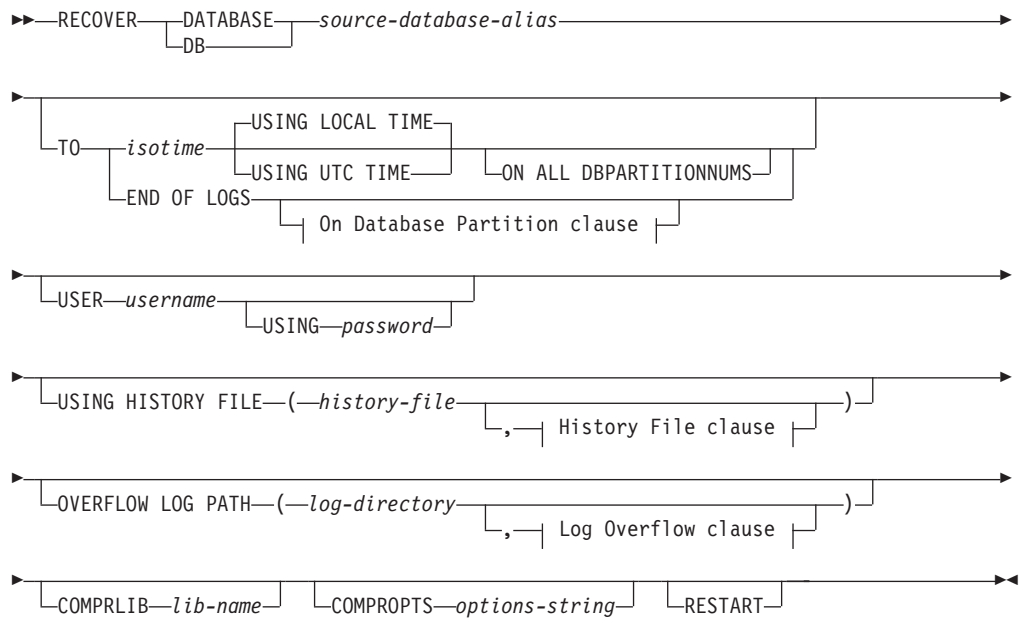 RECOVER DATABASE source-database-alias
DB
USING LOCAL TIME
TO isotime
USING UTC TIME ON ALL DBPARTITIONNUMS
END OF LOGS
On Database Partition clause
USER username
USING password
USING HISTORY FILE ( history-file )
, History File clause
OVERFLOW LOG PATH ( log-directory )
, Log Overflow clause
COMPRLIB lib-name COMPROPTS options-string RESTART